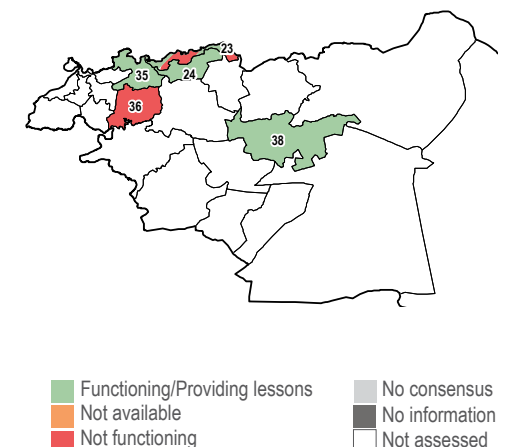 23
35
24
36
38
Functioning/Providing lessons
Not available
Not functioning
No consensus
No information
Not assessed